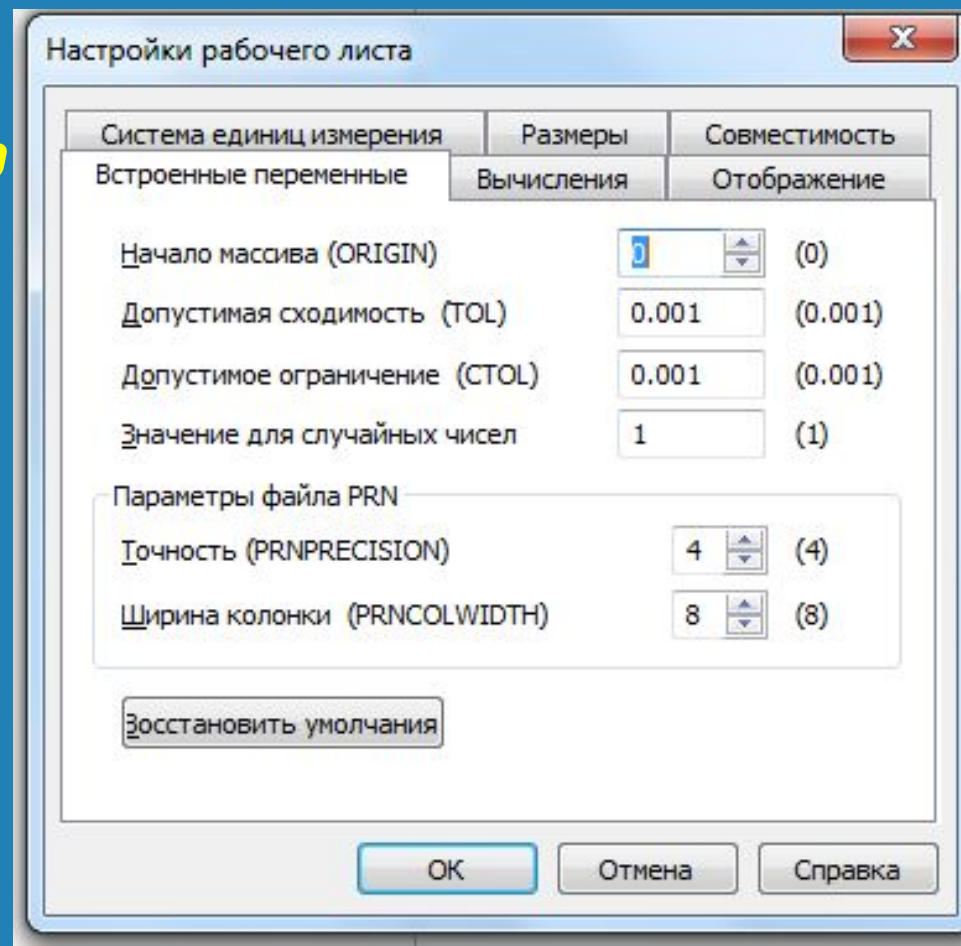 Настройки рабочего листа
Система единиц измерения Размеры Совместимость
Встроенные переменные Вычисления Отображение
Начало массива (ORIGIN) 0 (0)
Допустимая сходимость (TOL) 0.001 (0.001)
Допустимое ограничение (CTOL) 0.001 (0.001)
Значение для случайных чисел 1 (1)
Параметры файла PRN
Точность (PRNPRECISION) 4 (4)
Ширина колонки (PRNCOLWIDTH) 8 (8)
Восстановить умолчания
ОК Отмена Справка